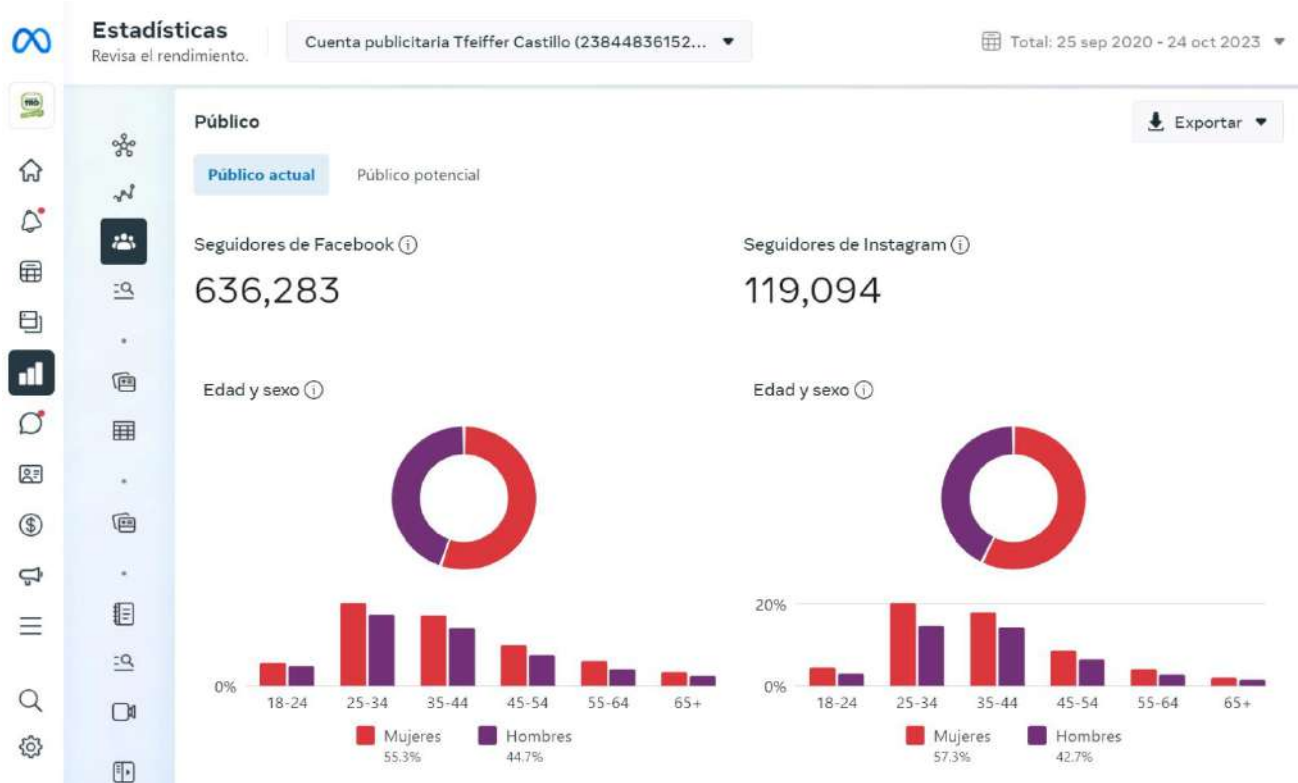 Estadísticas
Revisa el rendimiento.
Cuenta publicitaria Tfeiffer Castillo (23844836152...
Total: 25 sep 2020 - 24 oct 2023
Público
Exportar
Público actual
Público potencial
Seguidores de Facebook
636,283
Seguidores de Instagram
119,094
Edad y sexo
0%
18-24 25-34 35-44 45-54 55-64 65+
Mujeres Hombres
55.3% 44.7%
Edad y sexo
20%
0%
18-24 25-34 35-44 45-54 55-64 65+
Mujeres Hombres
57.3% 42.7%